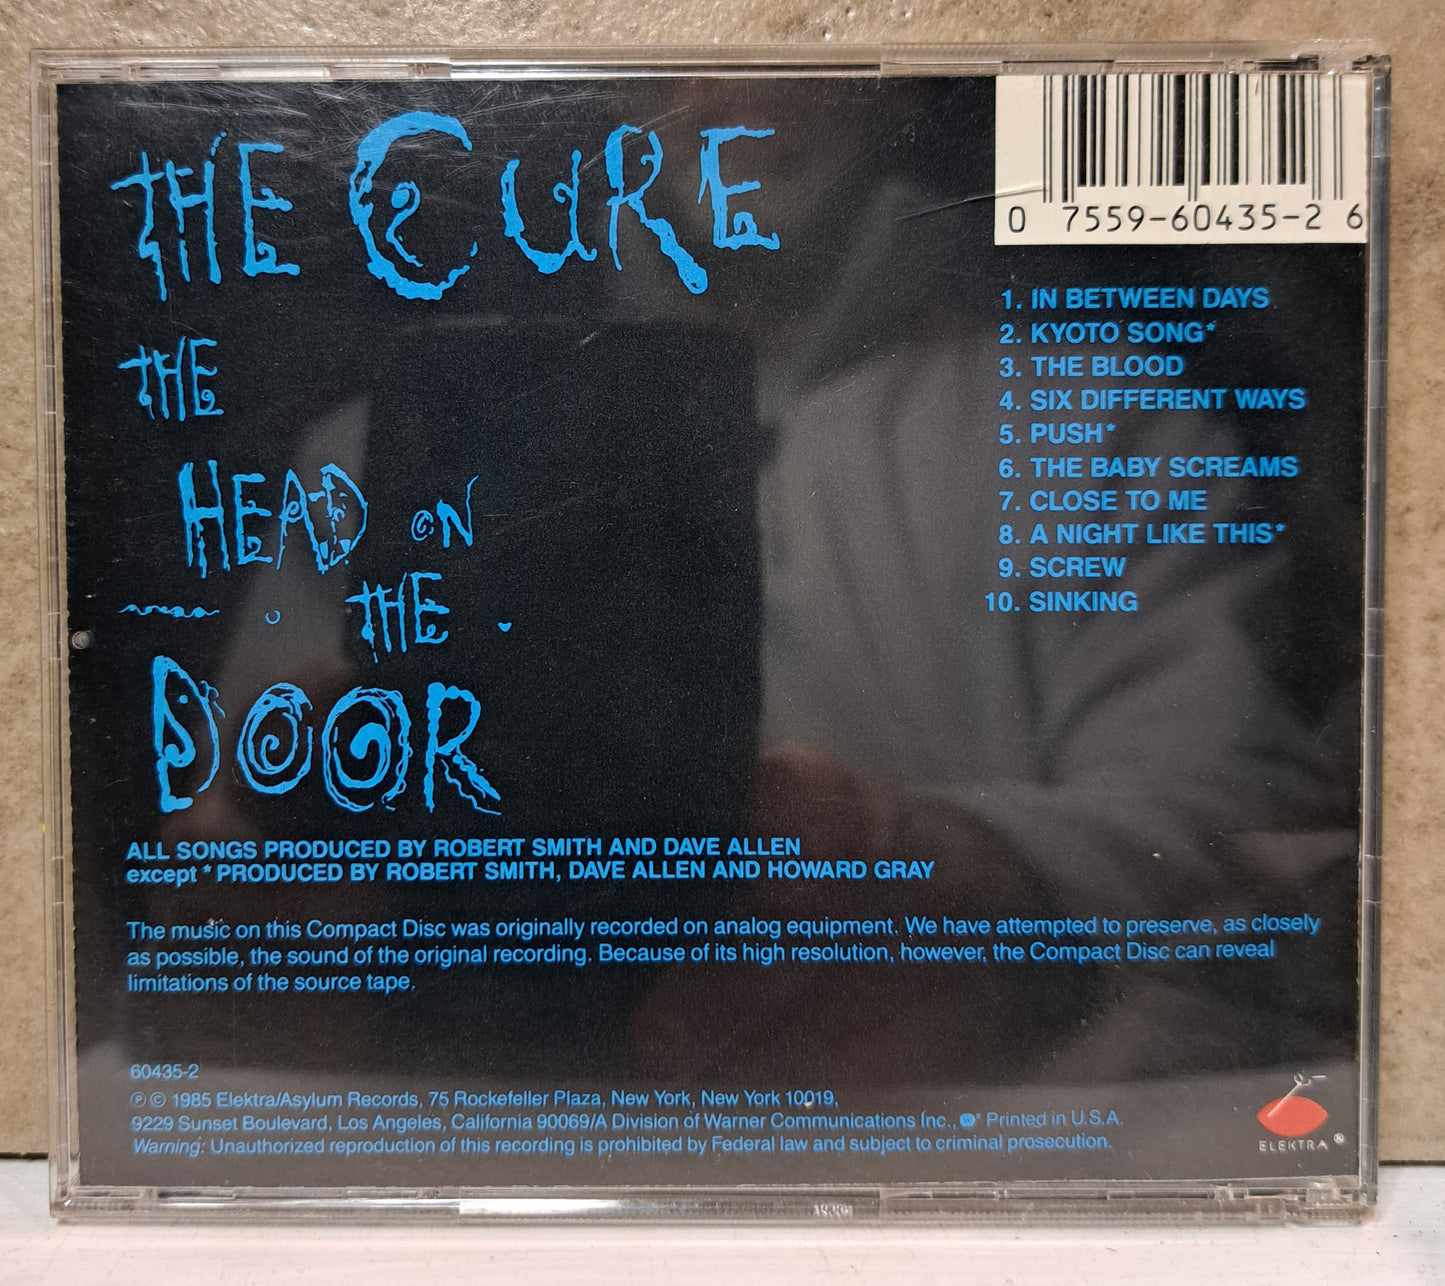 THE CURE
THE
HEAD ON
THE
DOOR
0 7559-60435-2 6
1. IN BETWEEN DAYS
2. KYOTO SONG*
3. THE BLOOD
4. SIX DIFFERENT WAYS
5. PUSH*
6. THE BABY SCREAMS
7. CLOSE TO ME
8. A NIGHT LIKE THIS*
9. SCREW
10. SINKING
ALL SONGS PRODUCED BY ROBERT SMITH AND DAVE ALLEN
except * PRODUCED BY ROBERT SMITH, DAVE ALLEN AND HOWARD GRAY
The music on this Compact Disc was originally recorded on analog equipment. We have attempted to preserve, as closely
as possible, the sound of the original recording. Because of its high resolution, however, the Compact Disc can reveal
limitations of the source tape.
60435-2
℗ © 1985 Elektra/Asylum Records, 75 Rockefeller Plaza, New York, New York 10019,
9229 Sunset Boulevard, Los Angeles, California 90069/A Division of Warner Communications Inc., Printed in U.S.A.
Warning: Unauthorized reproduction of this recording is prohibited by Federal law and subject to criminal prosecution.
ELEKTRA ®